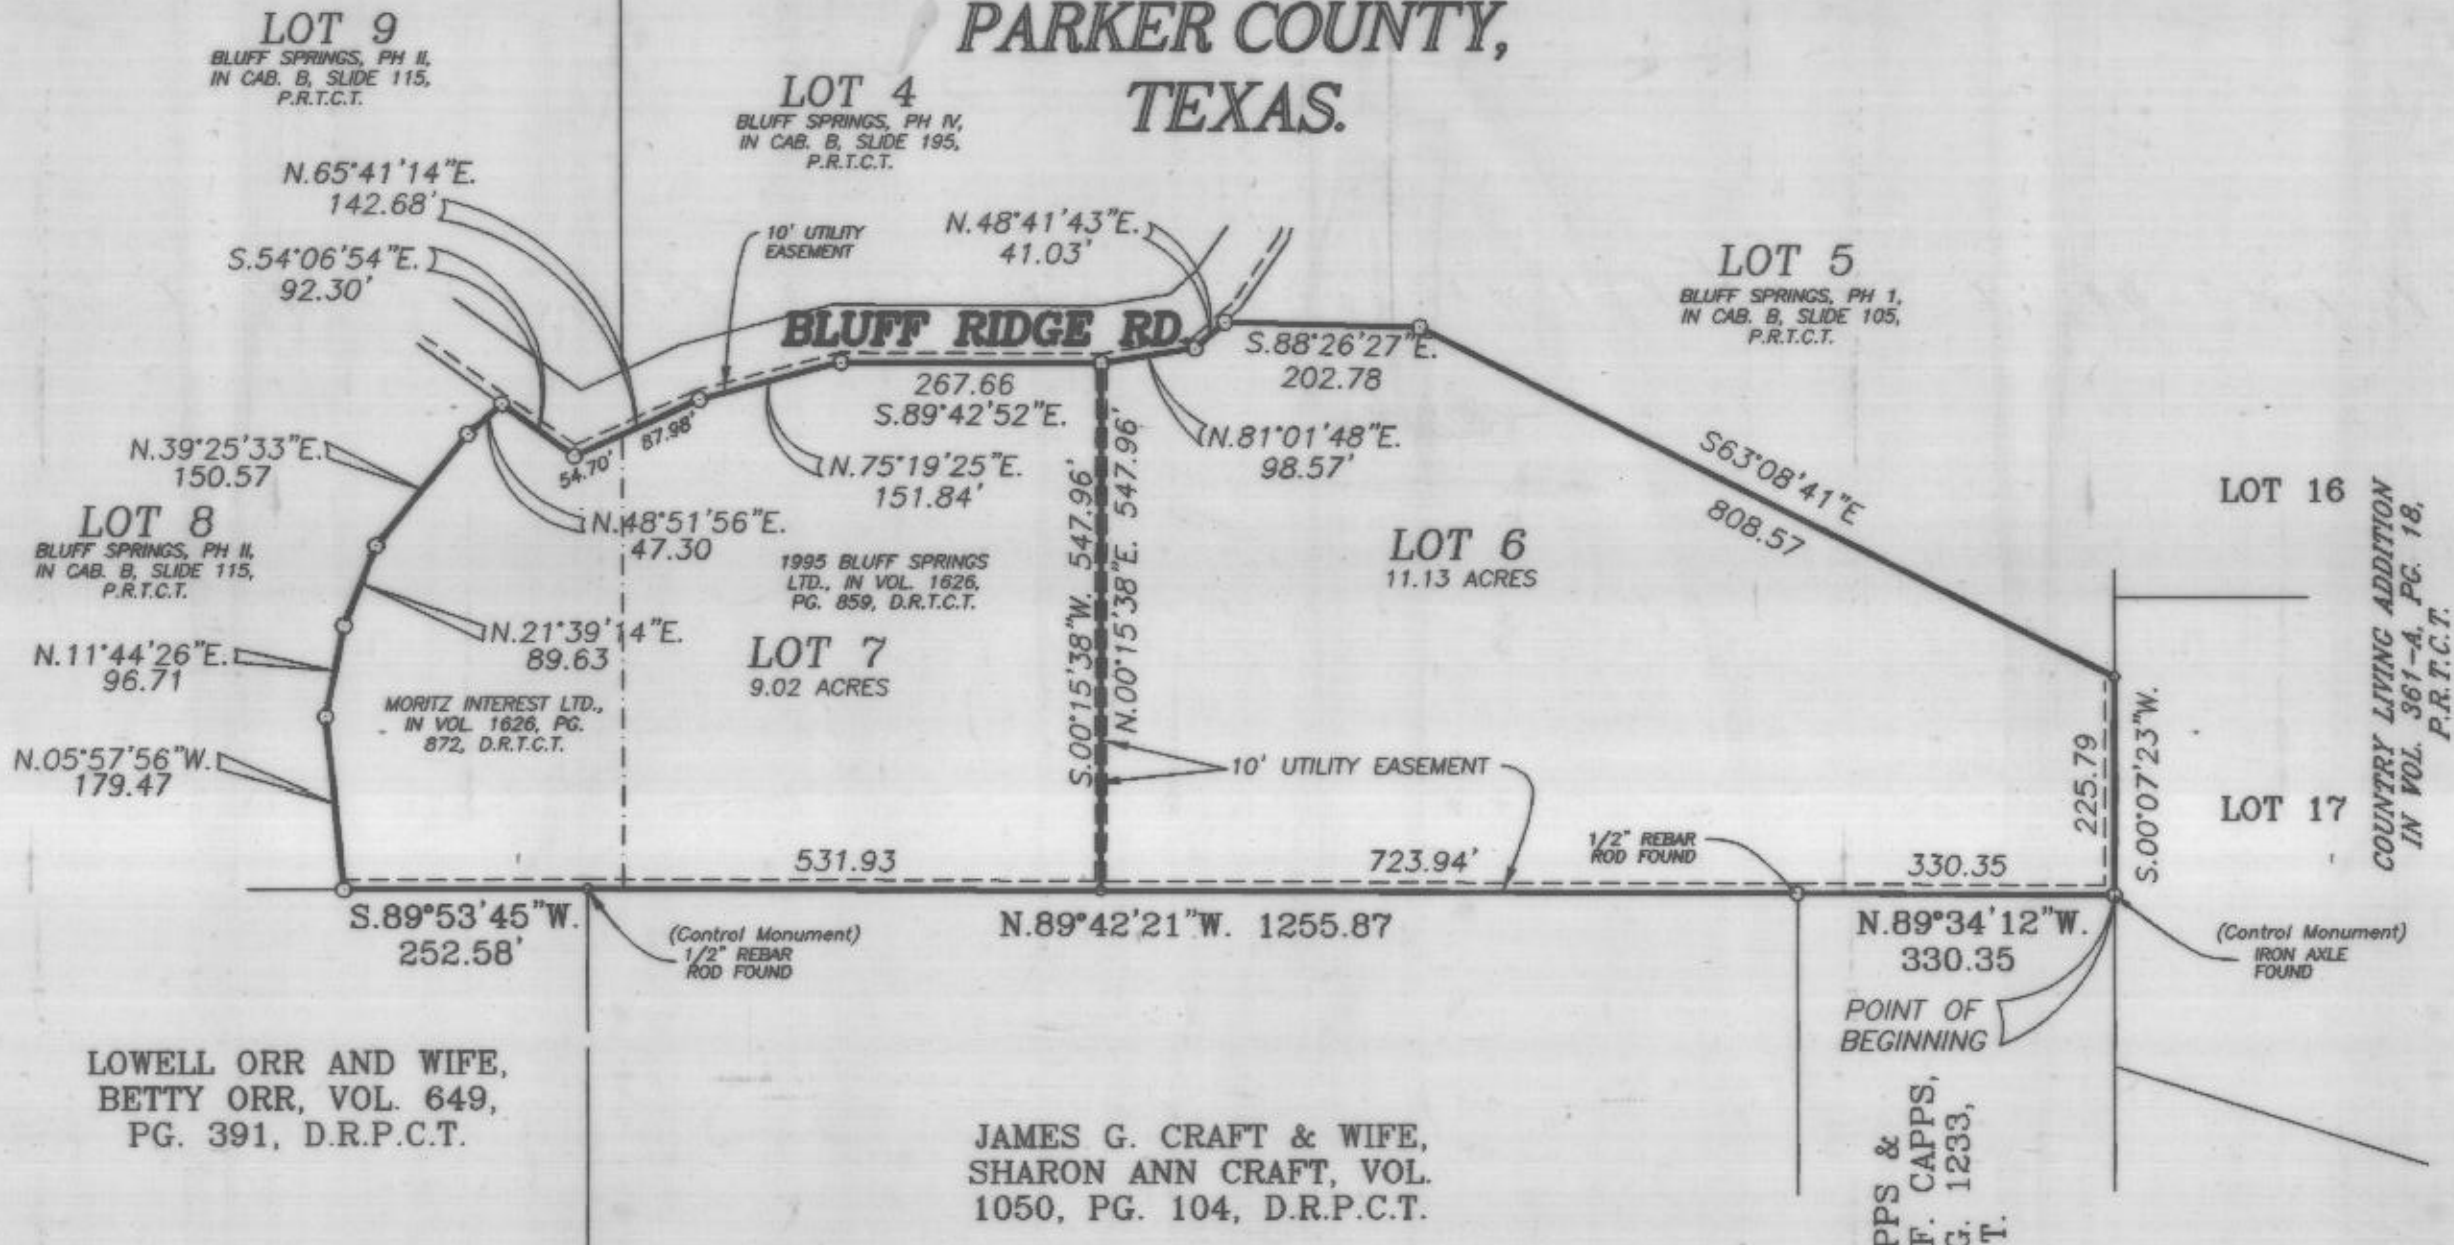 PARKER COUNTY,
TEXAS.
LOT 9
BLUFF SPRINGS, PH II,
IN CAB. B, SLIDE 115,
P.R.T.C.T.
LOT 4
BLUFF SPRINGS, PH IV,
IN CAB. B, SLIDE 195,
P.R.T.C.T.
N.65°41'14"E.
142.68'
S.54°06'54"E.
92.30'
10' UTILITY
EASEMENT
N.48°41'43"E.
41.03'
LOT 5
BLUFF SPRINGS, PH 1,
IN CAB. B, SLIDE 105,
P.R.T.C.T.
BLUFF RIDGE RD.
S.88°26'27"E.
202.78
267.66
S.89°42'52"E.
N.81°01'48"E.
98.57'
S63°08'41"E
808.57
54.70'
87.98'
N.75°19'25"E.
151.84'
N.39°25'33"E.
150.57
N.48°51'56"E.
47.30
LOT 8
BLUFF SPRINGS, PH II,
IN CAB. B, SLIDE 115,
P.R.T.C.T.
1995 BLUFF SPRINGS
LTD., IN VOL. 1626,
PG. 859, D.R.T.C.T.
S.00°15'38"W. 547.96'
N.00°15'38"E. 547.96'
LOT 6
11.13 ACRES
LOT 16
COUNTRY LIVING ADDITION
IN VOL. 361-A, PG. 18,
P.R.T.C.T.
N.21°39'14"E.
89.63
N.11°44'26"E.
96.71
LOT 7
9.02 ACRES
MORITZ INTEREST LTD.,
IN VOL. 1626, PG.
872, D.R.T.C.T.
N.05°57'56"W.
179.47
10' UTILITY EASEMENT
225.79
S.00°07'23"W.
LOT 17
531.93
723.94'
1/2" REBAR
ROD FOUND
330.35
S.89°53'45"W.
252.58'
(Control Monument)
1/2" REBAR
ROD FOUND
N.89°42'21"W. 1255.87
N.89°34'12"W.
330.35
(Control Monument)
IRON AXLE
FOUND
POINT OF
BEGINNING
LOWELL ORR AND WIFE,
BETTY ORR, VOL. 649,
PG. 391, D.R.P.C.T.
JAMES G. CRAFT & WIFE,
SHARON ANN CRAFT, VOL.
1050, PG. 104, D.R.P.C.T.
PPS &
F. CAPPS,
G. 1233,
T.